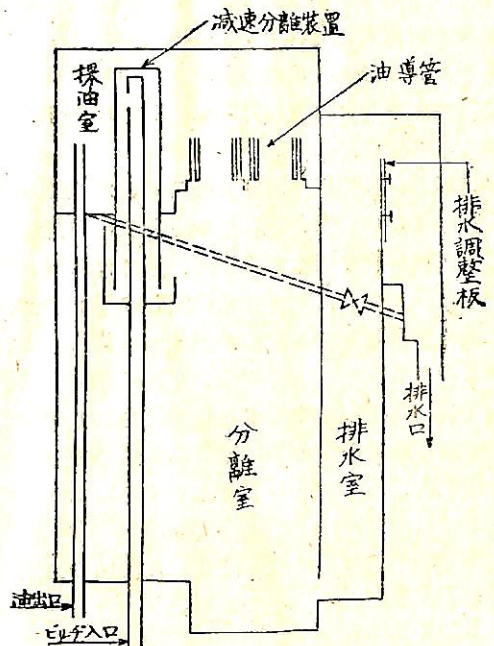 減速分離裝置
採油室
油導管
排水調整板
排水口
分離室
排水室
油出口
ビルヂ入口